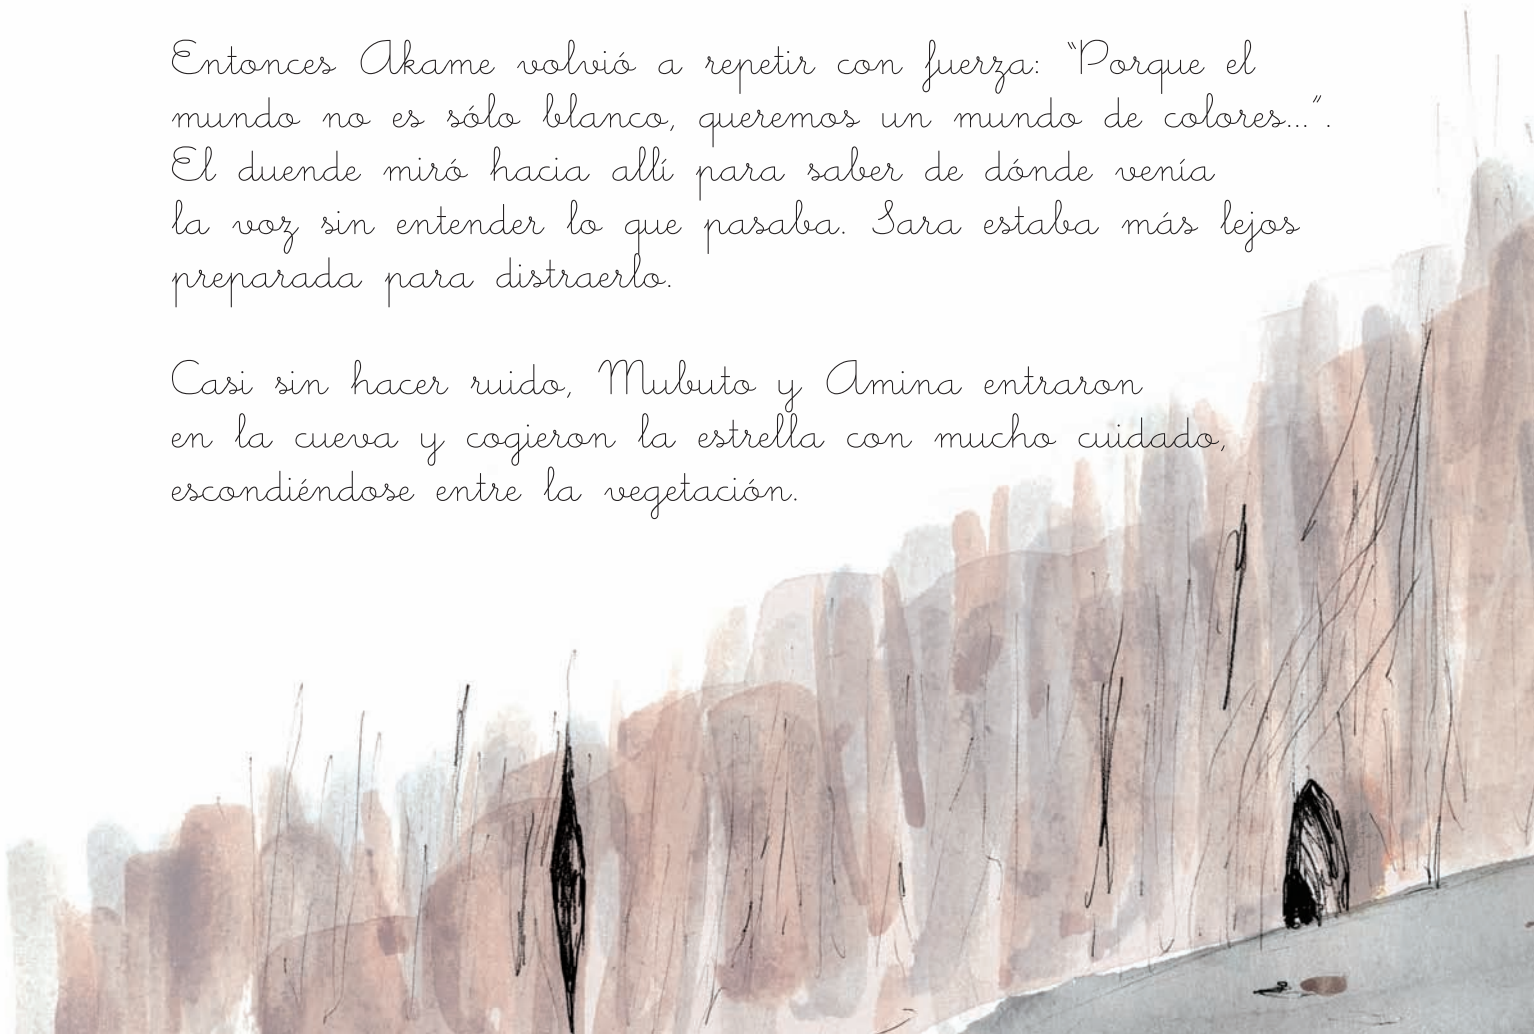 Entonces Akame volvió a repetir con fuerza: “Porque el
mundo no es sólo blanco, queremos un mundo de colores...”.
El duende miró hacia allí para saber de dónde venía
la voz sin entender lo que pasaba. Sara estaba más lejos
preparada para distraerlo.
Casi sin hacer ruido, Mubuto y Amina entraron
en la cueva y cogieron la estrella con mucho cuidado,
escondiéndose entre la vegetación.